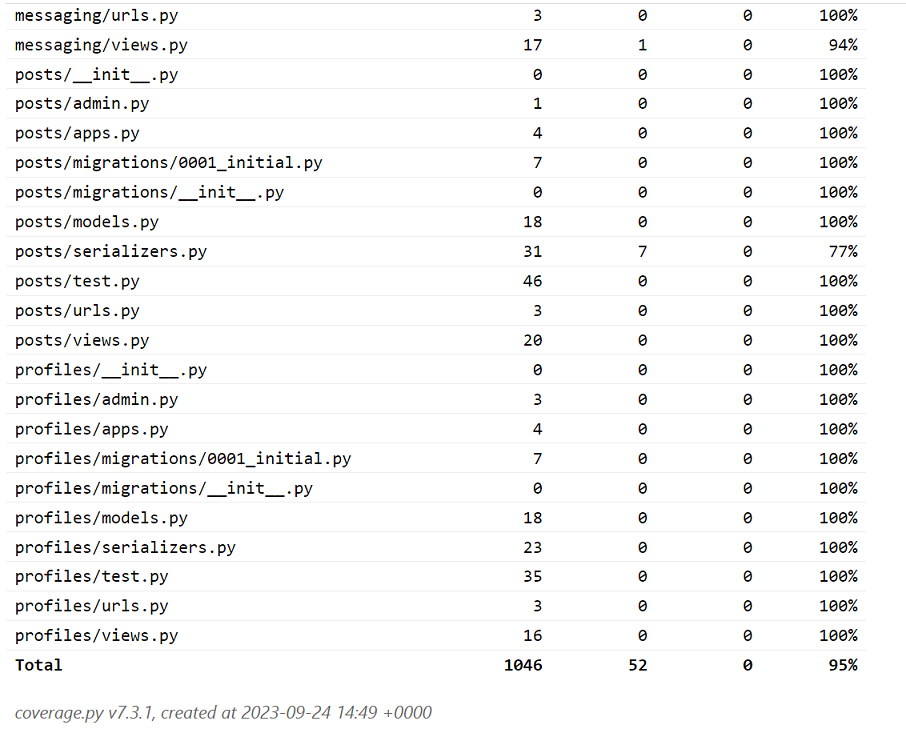 messaging/urls.py 3 0 0 100%
messaging/views.py 17 1 0 94%
posts/__init__.py 0 0 0 100%
posts/admin.py 1 0 0 100%
posts/apps.py 4 0 0 100%
posts/migrations/0001_initial.py 7 0 0 100%
posts/migrations/__init__.py 0 0 0 100%
posts/models.py 18 0 0 100%
posts/serializers.py 31 7 0 77%
posts/test.py 46 0 0 100%
posts/urls.py 3 0 0 100%
posts/views.py 20 0 0 100%
profiles/__init__.py 0 0 0 100%
profiles/admin.py 3 0 0 100%
profiles/apps.py 4 0 0 100%
profiles/migrations/0001_initial.py 7 0 0 100%
profiles/migrations/__init__.py 0 0 0 100%
profiles/models.py 18 0 0 100%
profiles/serializers.py 23 0 0 100%
profiles/test.py 35 0 0 100%
profiles/urls.py 3 0 0 100%
profiles/views.py 16 0 0 100%
Total 1046 52 0 95%
coverage.py v7.3.1, created at 2023-09-24 14:49 +0000